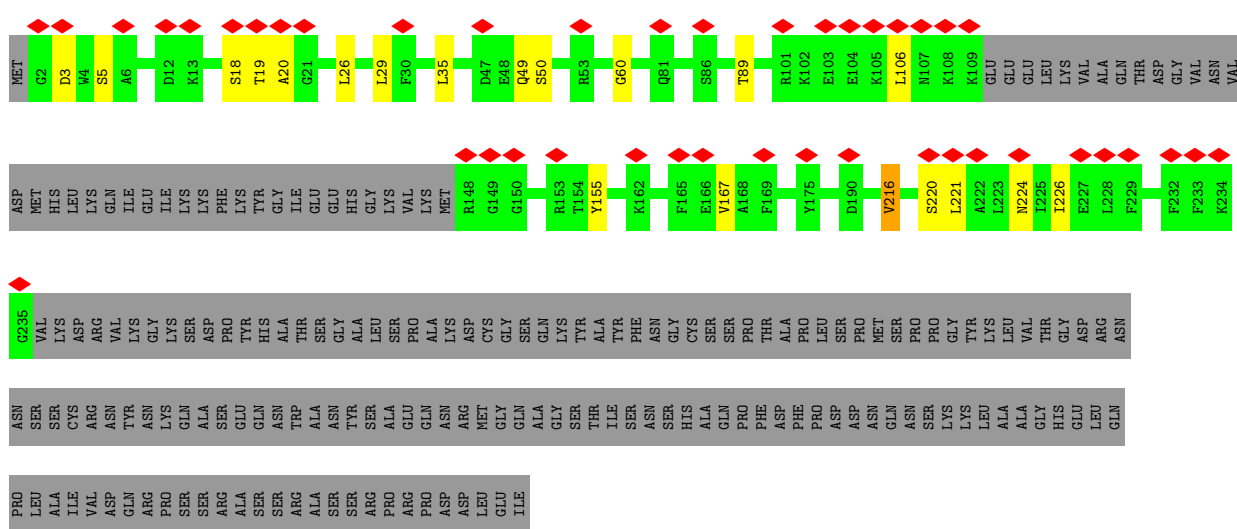 MET G2 D3 W4 S5 A6 D12 K13 S18 T19 A20 G21 L26 L29 F30 L35 D47 E48 Q49 S50 R53 G60 Q81 S86 T89 R101 K102 E103 E104 K105 L106 N107 K108 K109 GLU GLU GLU LEU LYS VAL ALA GLN THR ASP GLY VAL ASN VAL
ASP MET HIS LEU LYS GLN ILE GLU ILE LYS LYS PHE LYS TYR GLY ILE GLU GLU HIS GLY LYS VAL LYS MET R148 G149 G150 R153 T154 Y155 K162 F165 E166 V167 A168 F169 Y175 D190 V216 S220 L221 A222 L223 N224 I225 I226 E227 L228 F229 F232 F233 K234
G235 VAL LYS ASP ARG VAL LYS GLY LYS SER ASP PRO TYR HIS ALA THR SER GLY ALA LEU SER PRO ALA LYS ASP CYS GLY SER GLN LYS TYR ALA TYR PHE ASN GLY CYS SER SER PRO THR ALA PRO LEU SER PRO MET SER PRO PRO GLY TYR LYS LEU VAL THR GLY ASP ARG ASN
ASN SER SER CYS ARG ASN TYR ASN LYS GLN ALA SER GLU GLN ASN TRP ALA ASN TYR SER ALA GLU GLN ASN ARG MET GLY GLN ALA GLY SER THR ILE SER ASN SER HIS ALA GLN PRO PHE ASP PHE PRO ASP ASP ASN GLN ASN SER LYS LYS LEU ALA ALA GLY HIS GLU LEU GLN
PRO LEU ALA ILE VAL ASP GLN ARG PRO SER SER ARG ALA SER SER ARG ALA SER SER ARG PRO ARG PRO ASP ASP LEU GLU ILE